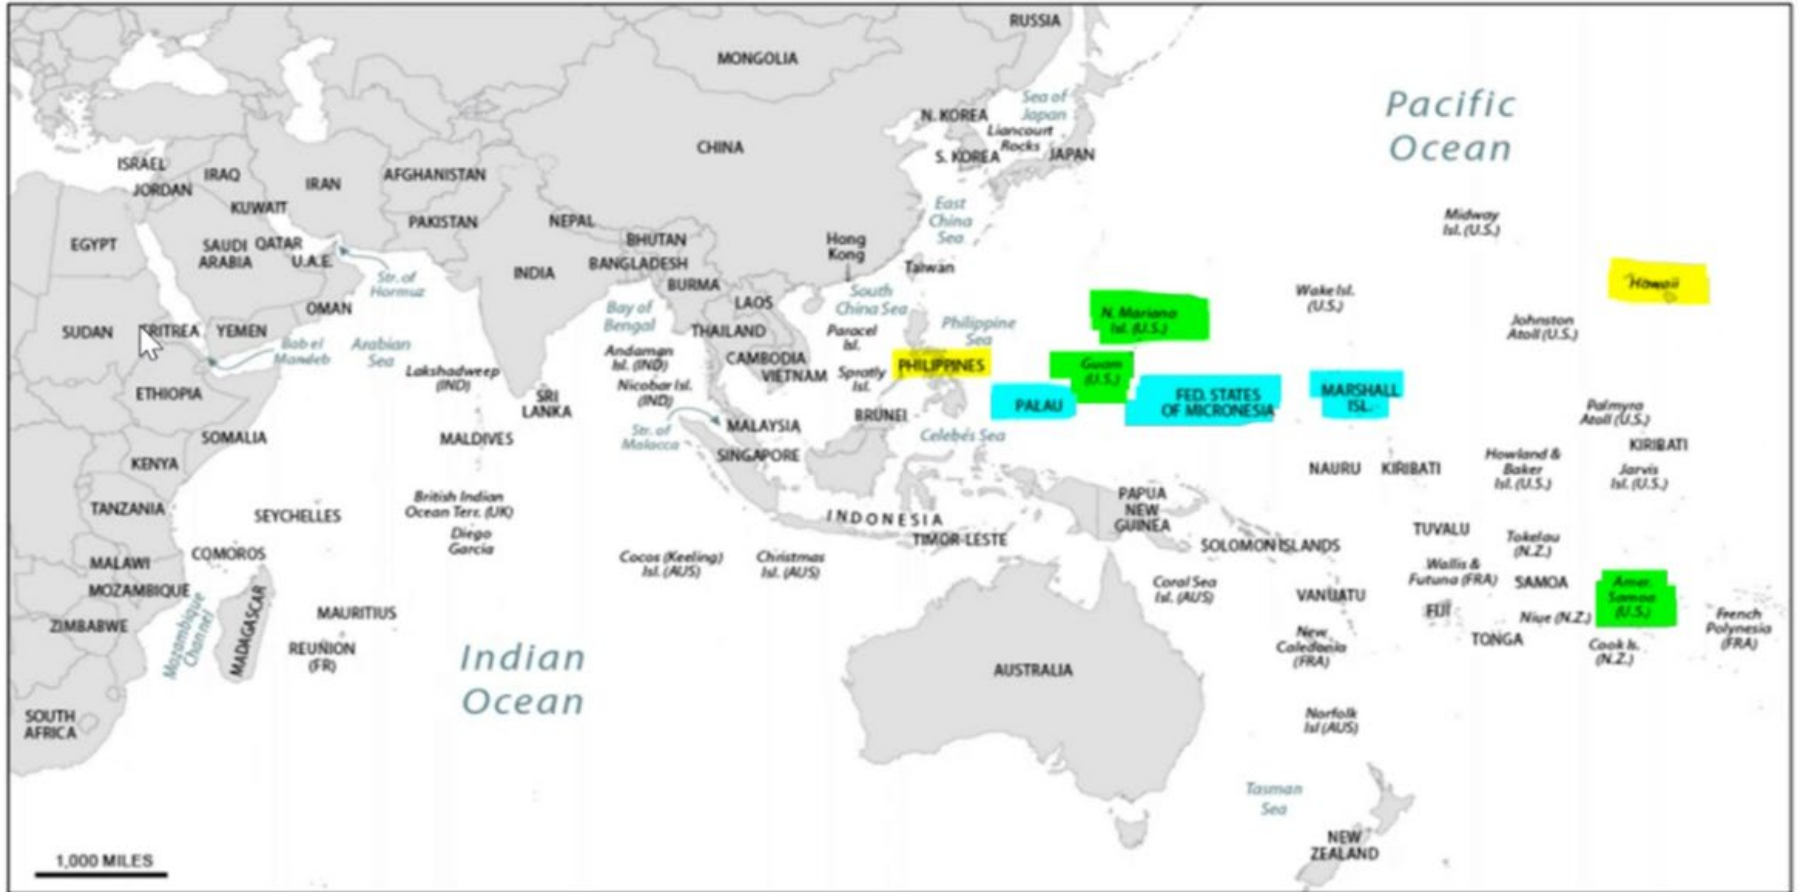 RUSSIA
MONGOLIA
Pacific
Ocean
Sea of
Japan
N. KOREA
Liancourt
Rocks
CHINA
S. KOREA
JAPAN
ISRAEL
IRAQ
IRAN
AFGHANISTAN
JORDAN
KUWAIT
PAKISTAN
NEPAL
East
China
Sea
Midway
Isl. (U.S.)
EGYPT
SAUDI
ARABIA
QATAR
U.A.E.
BHUTAN
Hong
Kong
BANGLADESH
INDIA
Taiwan
Str. of
Hormuz
BURMA
Hawaii
OMAN
Bay of
Bengal
LAOS
South
China Sea
Wake Isl.
(U.S.)
N. Mariana
Isl. (U.S.)
SUDAN
ERITREA
YEMEN
THAILAND
Paracel
Isl.
Philippine
Sea
Johnston
Atoll (U.S.)
Bab el
Mandeb
Arabian
Sea
Andaman
Isl. (IND)
CAMBODIA
VIETNAM
PHILIPPINES
Guam
(U.S.)
Lakshadweep
(IND)
Nicobar Isl.
(IND)
Spratly
Isl.
ETHIOPIA
SRI
LANKA
PALAU
FED. STATES
OF MICRONESIA
MARSHALL
ISL.
BRUNEI
Palmyra
Atoll (U.S.)
SOMALIA
MALDIVES
Str. of
Malacca
MALAYSIA
Celebes Sea
KIRIBATI
KENYA
SINGAPORE
NAURU
KIRIBATI
Howland &
Baker
Isl. (U.S.)
Jarvis
Isl. (U.S.)
TANZANIA
SEYCHELLES
British Indian
Ocean Terr. (UK)
INDONESIA
PAPUA
NEW
GUINEA
Diego
Garcia
TIMOR-LESTE
SOLOMON ISLANDS
TUVALU
Tokelau
(N.Z.)
COMOROS
MALAWI
Cocos (Keeling)
Isl. (AUS)
Christmas
Isl. (AUS)
Wallis &
Futuna (FRA)
SAMOA
Amer.
Samoa
(U.S.)
MOZAMBIQUE
Coral Sea
Isl. (AUS)
VANUATU
FIJI
Niue (N.Z.)
MAURITIUS
French
Polynesia
(FRA)
ZIMBABWE
Mozambique
Channel
MADAGASCAR
REUNION
(FR)
Indian
Ocean
New
Caledonia
(FRA)
TONGA
Cook Is.
(N.Z.)
AUSTRALIA
SOUTH
AFRICA
Norfolk
Isl (AUS)
Tasman
Sea
NEW
ZEALAND
1,000 MILES